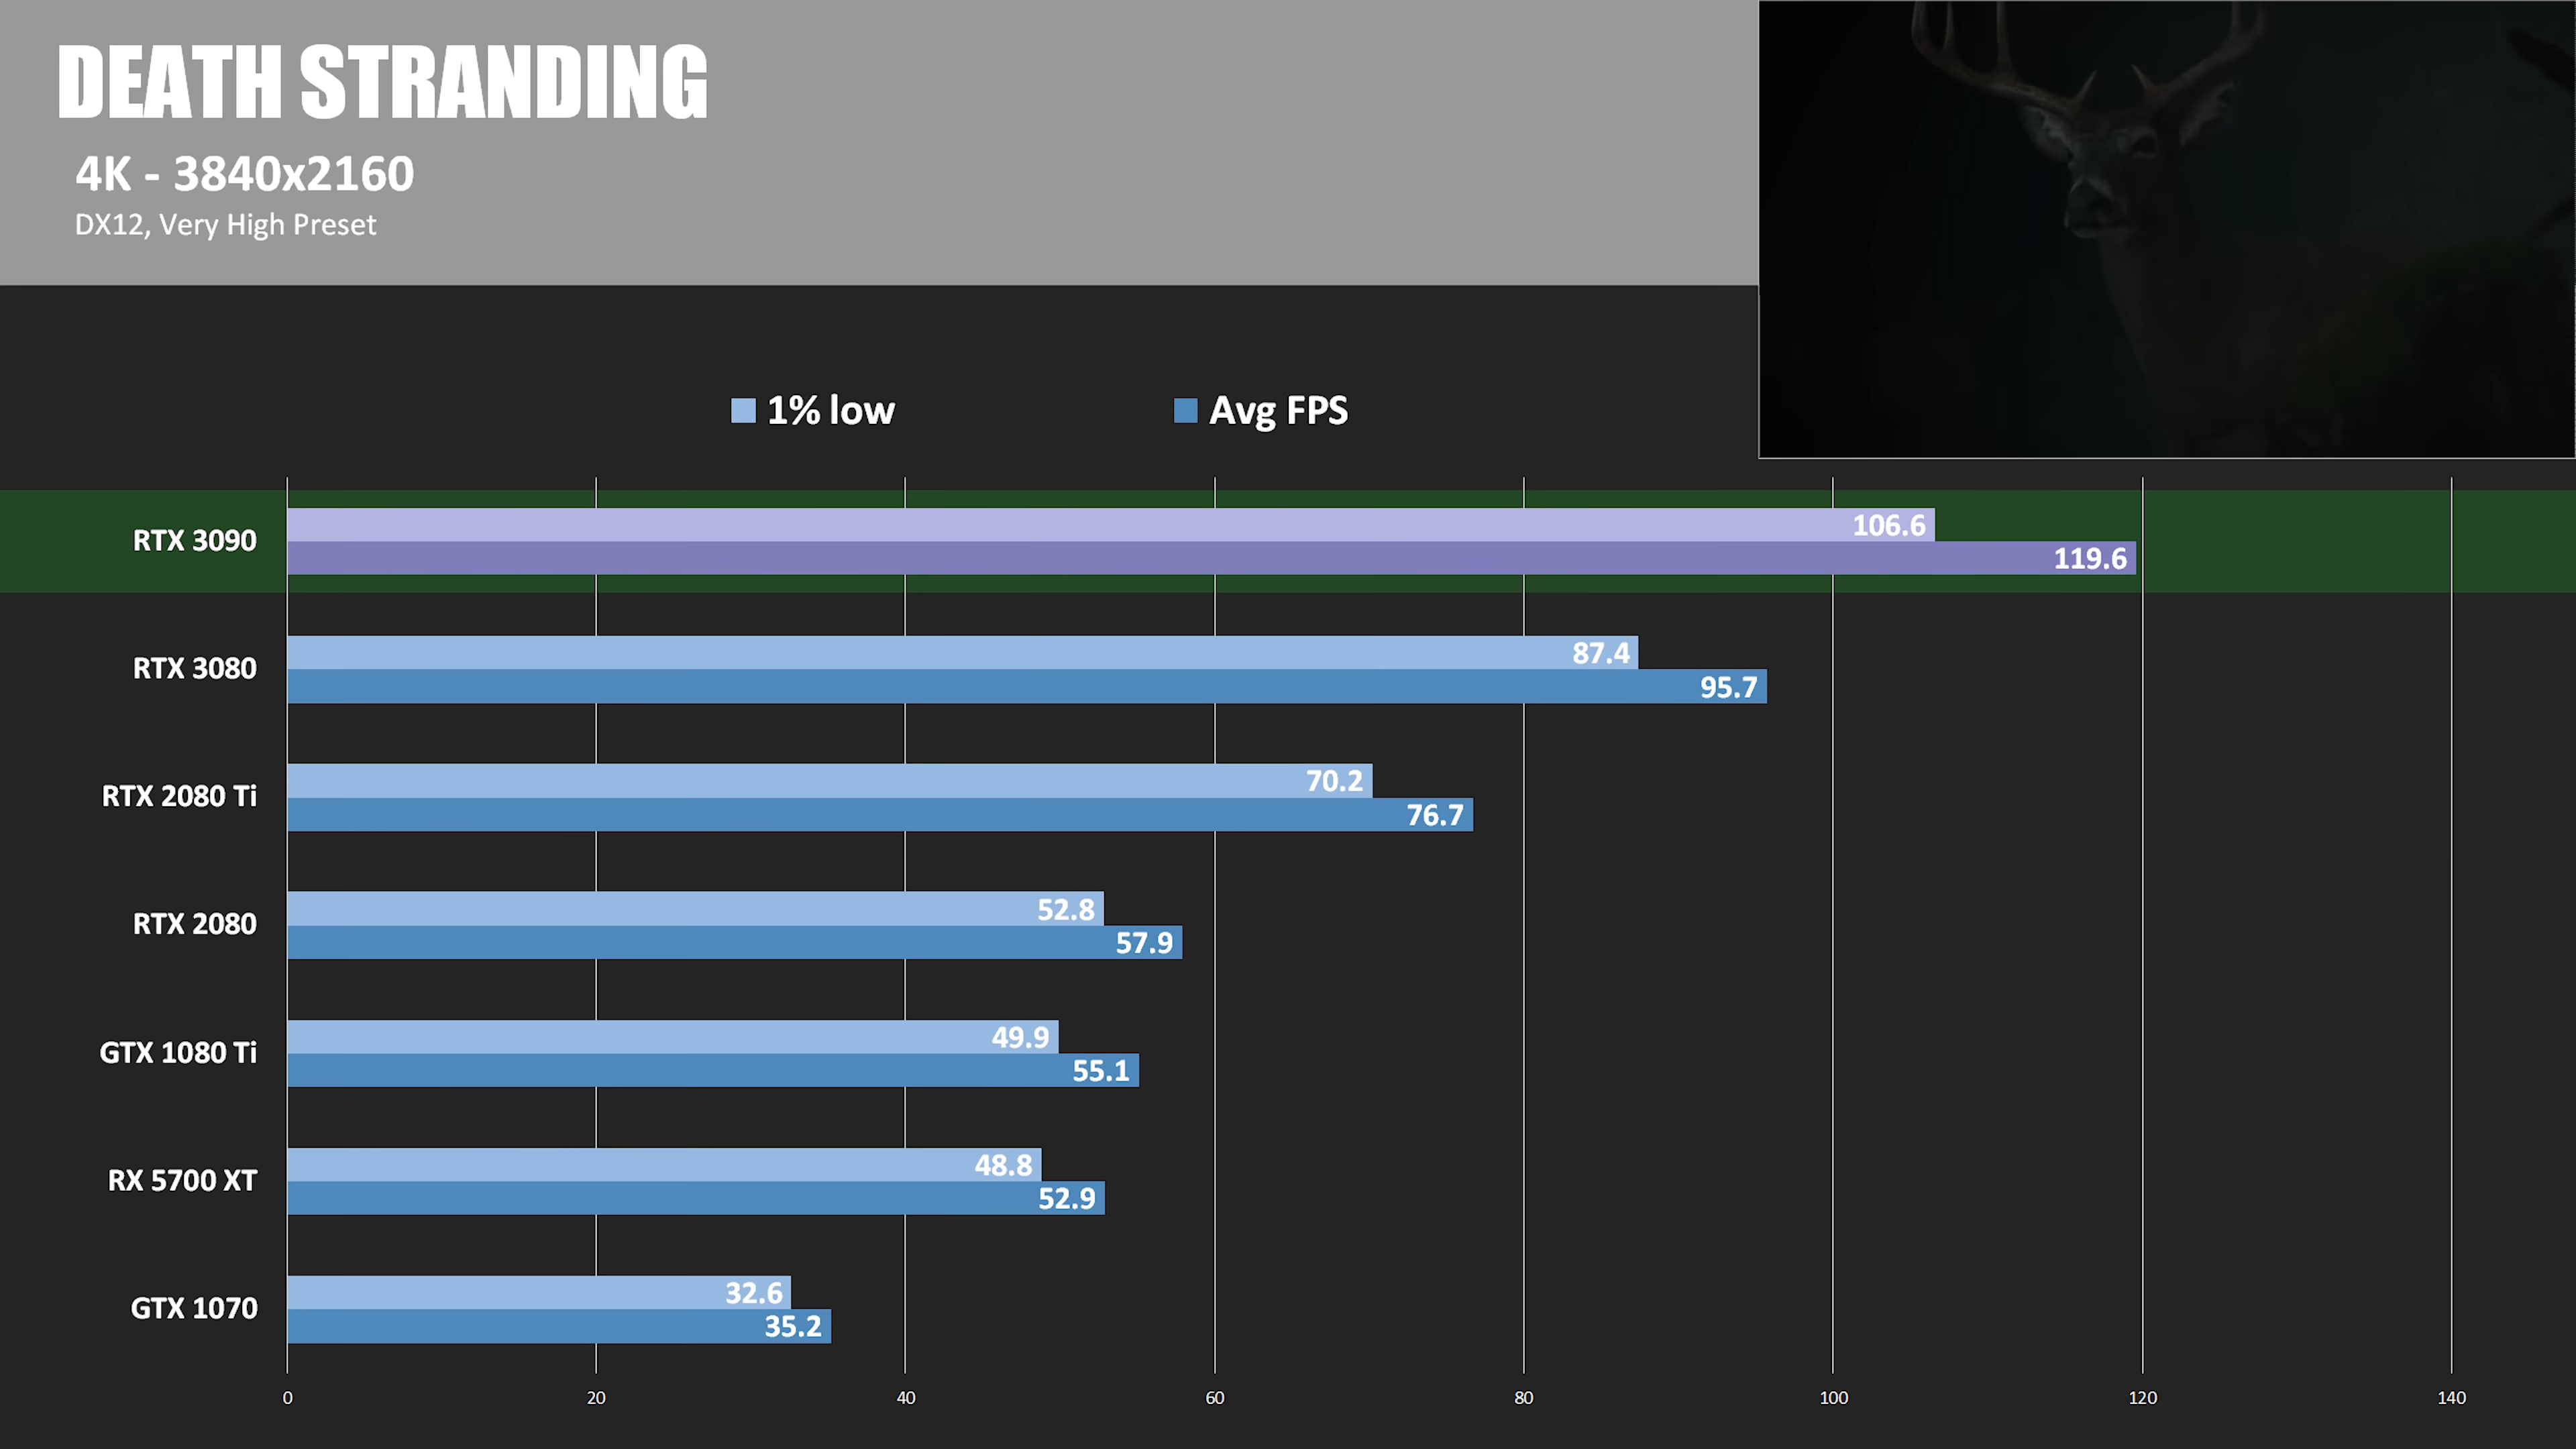 DEATH STRANDING
4K - 3840x2160
DX12, Very High Preset
1% low
Avg FPS
RTX 3090
106.6
119.6
RTX 3080
87.4
95.7
RTX 2080 Ti
70.2
76.7
RTX 2080
52.8
57.9
GTX 1080 Ti
49.9
55.1
RX 5700 XT
48.8
52.9
GTX 1070
32.6
35.2
0 20 40 60 80 100 120 140